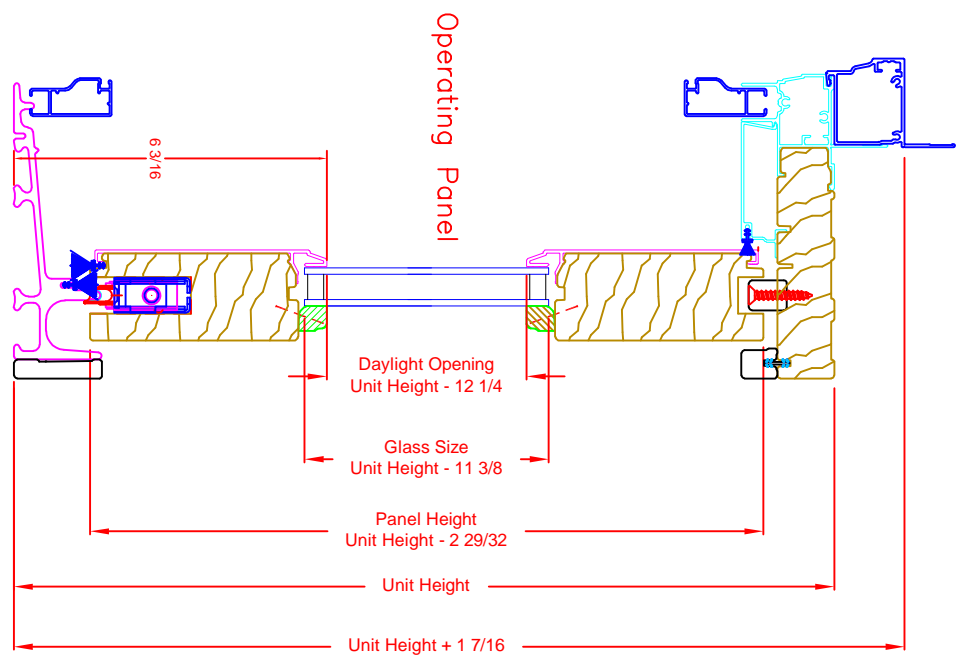 Operating Panel
6 3/16
Daylight Opening
Unit Height - 12 1/4
Glass Size
Unit Height - 11 3/8
Panel Height
Unit Height - 2 29/32
Unit Height
Unit Height + 1 7/16